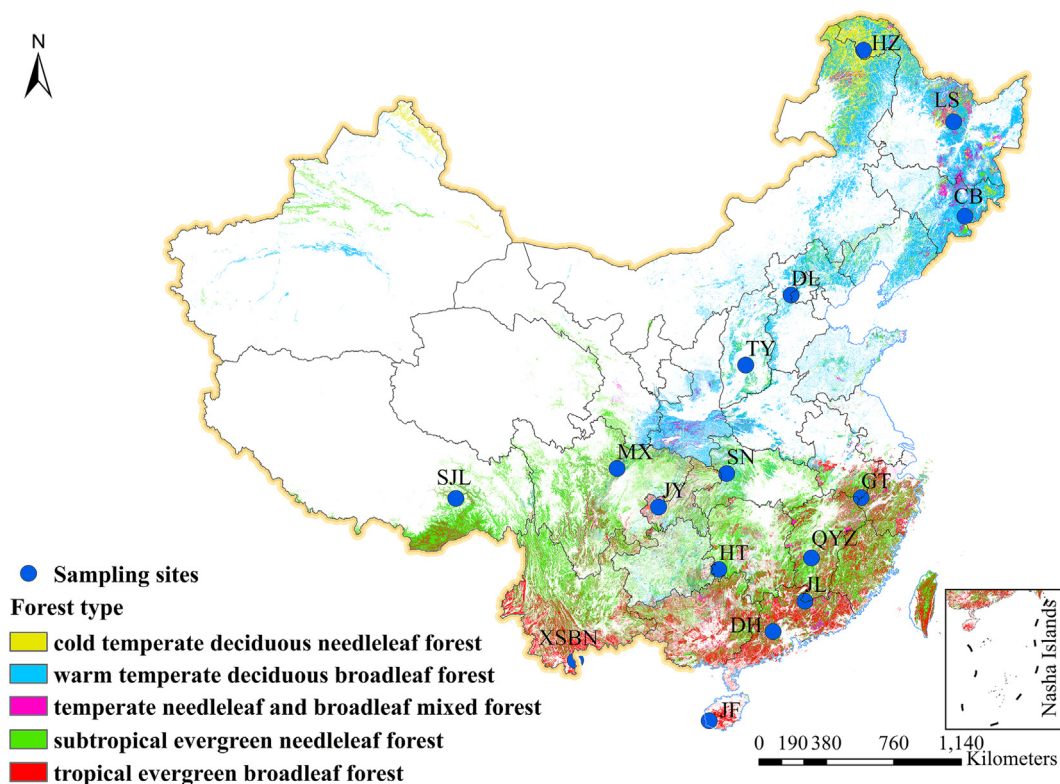 N
HZ
LS
CB
DL
TY
MX
SN
SJL
JY
GT
QYZ
HT
JL
DH
XSBN
JF
Sampling sites
Forest type
cold temperate deciduous needleleaf forest
warm temperate deciduous broadleaf forest
temperate needleleaf and broadleaf mixed forest
subtropical evergreen needleleaf forest
tropical evergreen broadleaf forest
Nasha Islands
0 190 380 760 1,140
Kilometers